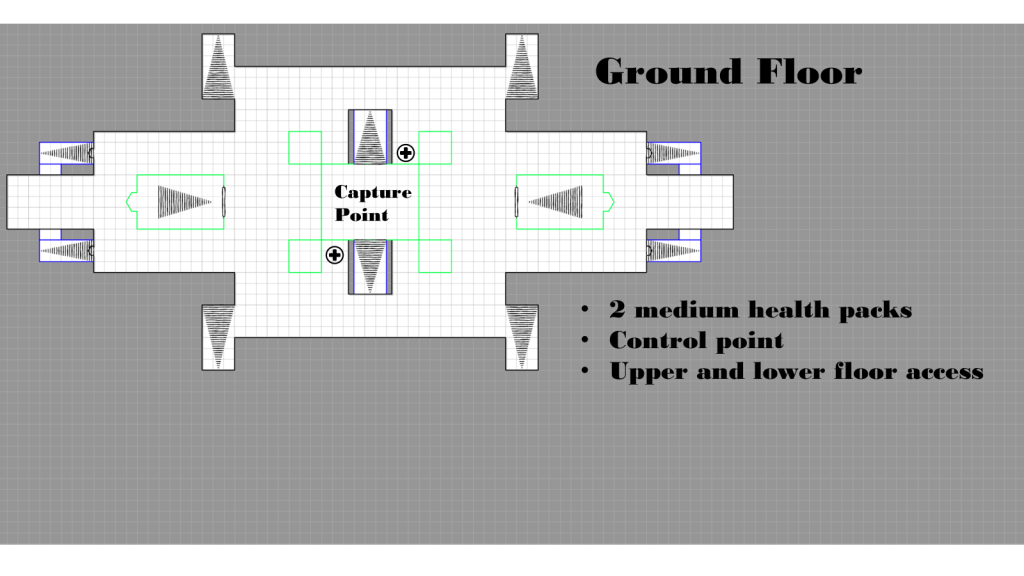 Ground Floor
Capture
Point
• 2 medium health packs
• Control point
• Upper and lower floor access